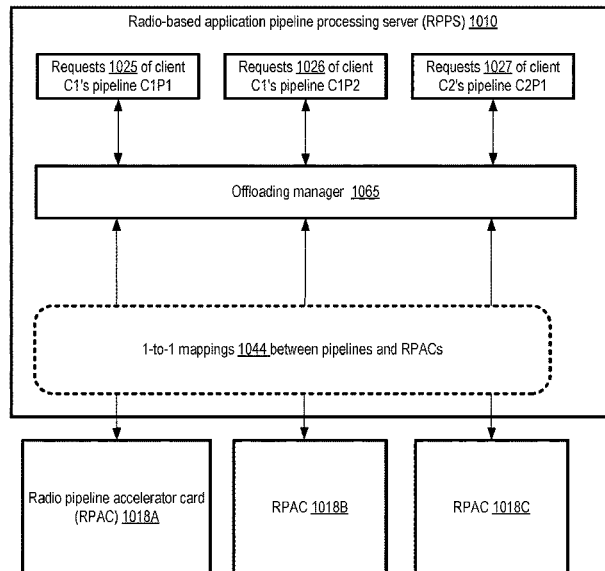 Radio-based application pipeline processing server (RPPS) 1010
Requests 1025 of client
C1's pipeline C1P1
Requests 1026 of client
C1's pipeline C1P2
Requests 1027 of client
C2's pipeline C2P1
Offloading manager 1065
1-to-1 mappings 1044 between pipelines and RPACs
Radio pipeline accelerator card
(RPAC) 1018A
RPAC 1018B
RPAC 1018C